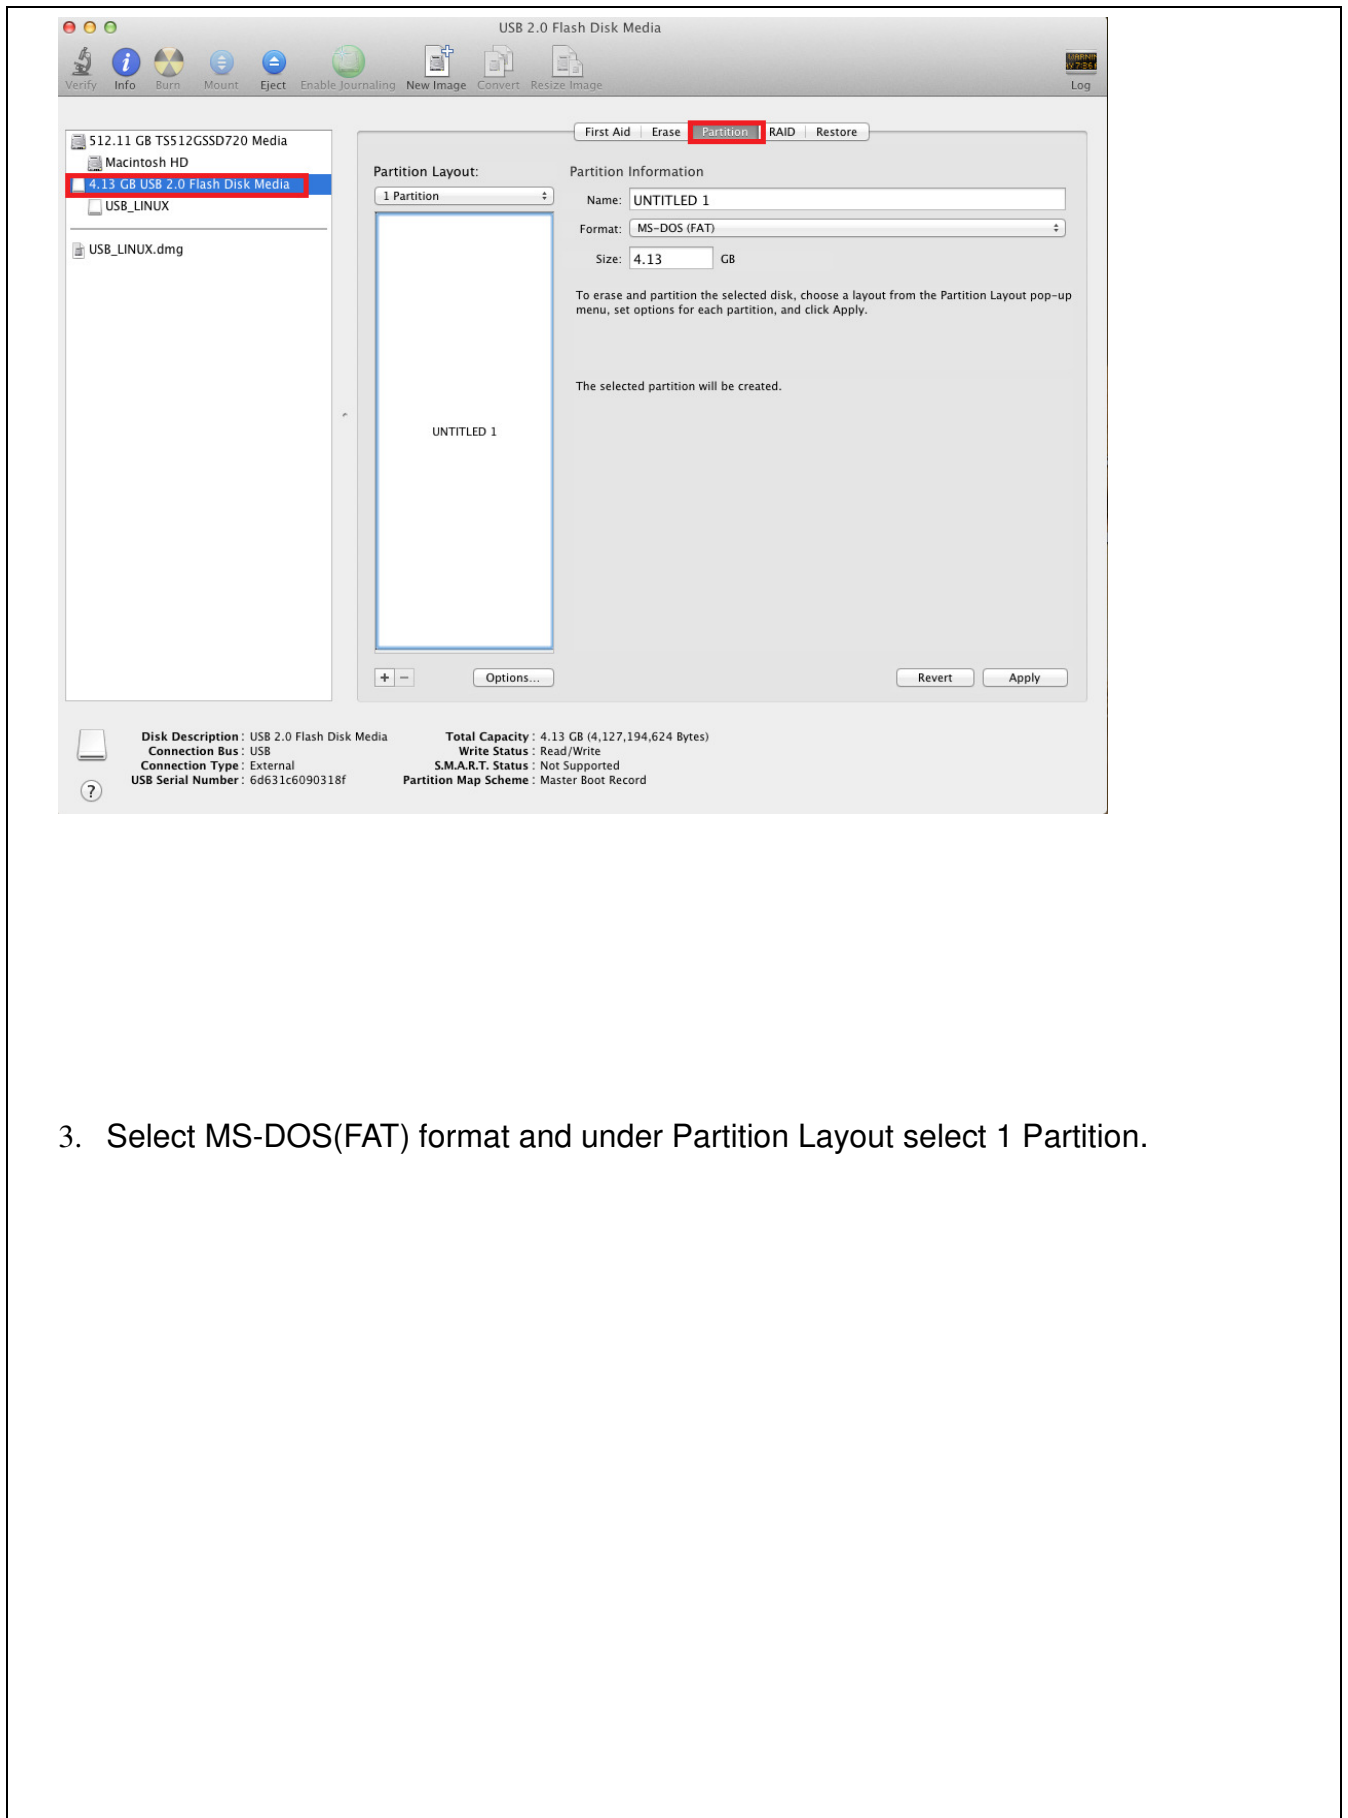 USB 2.0 Flash Disk Media
Verify Info Burn Mount Eject Enable Journaling New Image Convert Resize Image Log
512.11 GB TS512GSSD720 Media
Macintosh HD
4.13 GB USB 2.0 Flash Disk Media
USB_LINUX
USB_LINUX.dmg
First Aid Erase Partition RAID Restore
Partition Layout:
1 Partition
UNTITLED 1
+ − Options...
Partition Information
Name: UNTITLED 1
Format: MS-DOS (FAT)
Size: 4.13 GB
To erase and partition the selected disk, choose a layout from the Partition Layout pop-up
menu, set options for each partition, and click Apply.
The selected partition will be created.
Revert Apply
Disk Description : USB 2.0 Flash Disk Media
Connection Bus : USB
Connection Type : External
USB Serial Number : 6d631c6090318f
Total Capacity : 4.13 GB (4,127,194,624 Bytes)
Write Status : Read/Write
S.M.A.R.T. Status : Not Supported
Partition Map Scheme : Master Boot Record
?
3. Select MS-DOS(FAT) format and under Partition Layout select 1 Partition.